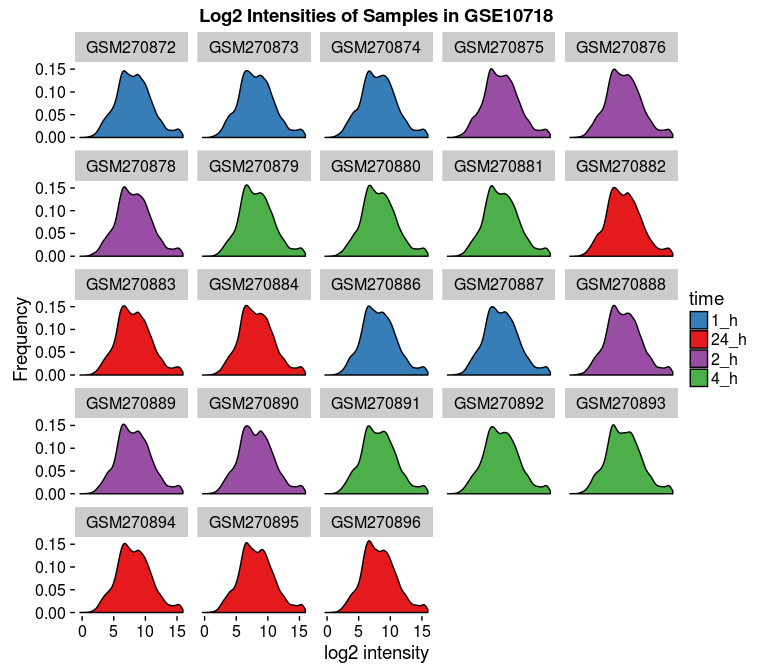 Log2 Intensities of Samples in GSE10718
GSM270872 GSM270873 GSM270874 GSM270875 GSM270876
0.15
0.10
0.05
0.00
GSM270878 GSM270879 GSM270880 GSM270881 GSM270882
0.15
0.10
0.05
0.00
GSM270883 GSM270884 GSM270886 GSM270887 GSM270888
0.15
0.10
0.05
0.00
GSM270889 GSM270890 GSM270891 GSM270892 GSM270893
0.15
0.10
0.05
0.00
GSM270894 GSM270895 GSM270896
0.15
0.10
0.05
0.00
0 5 10 15 0 5 10 15 0 5 10 15
log2 intensity
Frequency
time
1_h
24_h
2_h
4_h